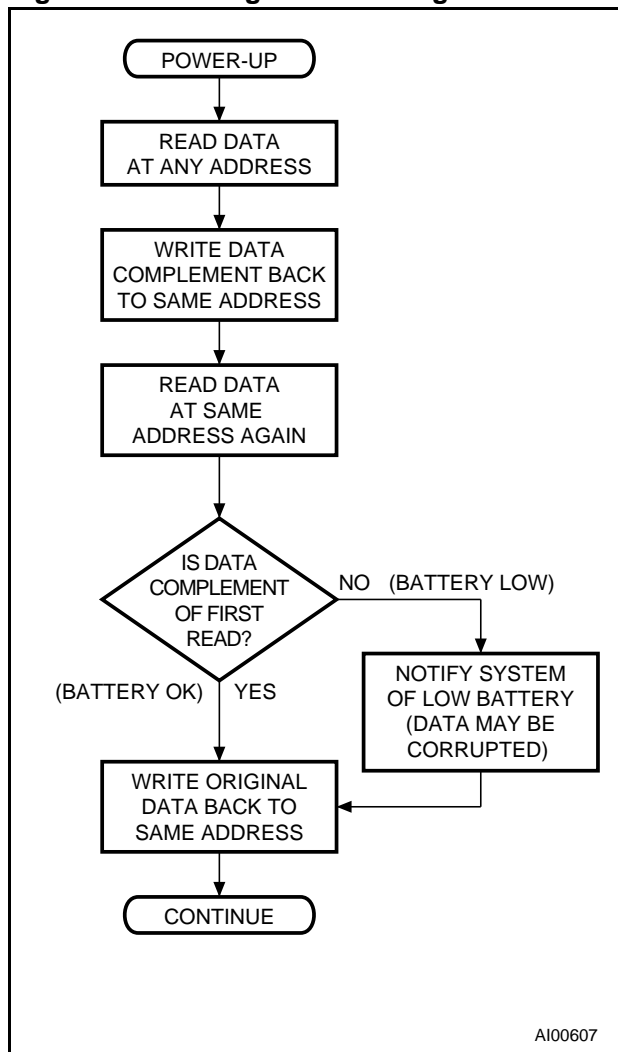 POWER-UP
READ DATA
AT ANY ADDRESS
WRITE DATA
COMPLEMENT BACK
TO SAME ADDRESS
READ DATA
AT SAME
ADDRESS AGAIN
IS DATA
COMPLEMENT
OF FIRST
READ?
NO (BATTERY LOW)
NOTIFY SYSTEM
OF LOW BATTERY
(DATA MAY BE
CORRUPTED)
(BATTERY OK) YES
WRITE ORIGINAL
DATA BACK TO
SAME ADDRESS
CONTINUE
AI00607